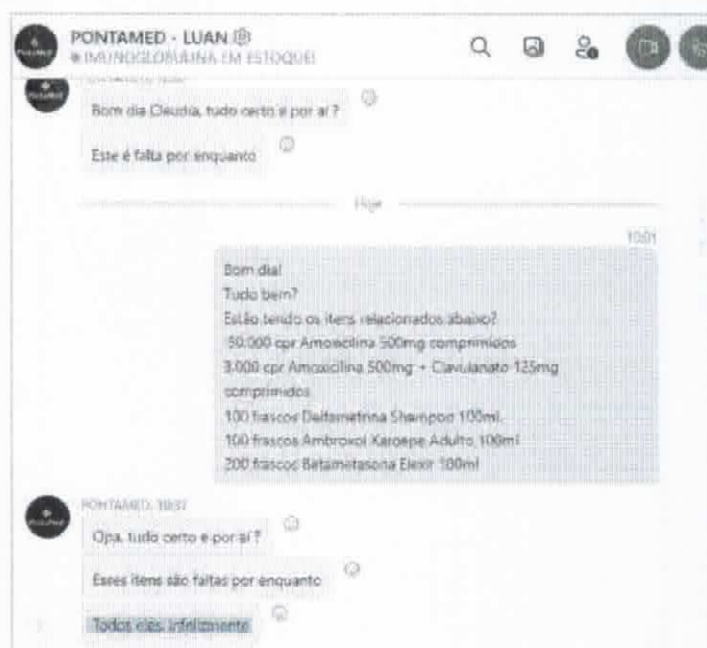 PONTAMED - LUAN
IMUNOGLOBULINA EM ESTOQUE!
Bom dia Claudia, tudo certo e por aí ?
Este é falta por enquanto
Hoje
10:01
Bom dia!
Tudo bem?
Estão tendo os itens relacionados abaixo?
50.000 cpr Amoxicilina 500mg comprimidos
3.000 cpr Amoxicilina 500mg + Clavulanato 125mg
comprimidos
100 frascos Deltametrina Shampoo 100ml
100 frascos Ambroxol Xaroepe Adulto 100ml
200 frascos Betametasona Elexir 100ml
PONTAMED, 10:37
Opa, tudo certo e por aí ?
Esses itens são faltas por enquanto
Todos eles, infelizmente